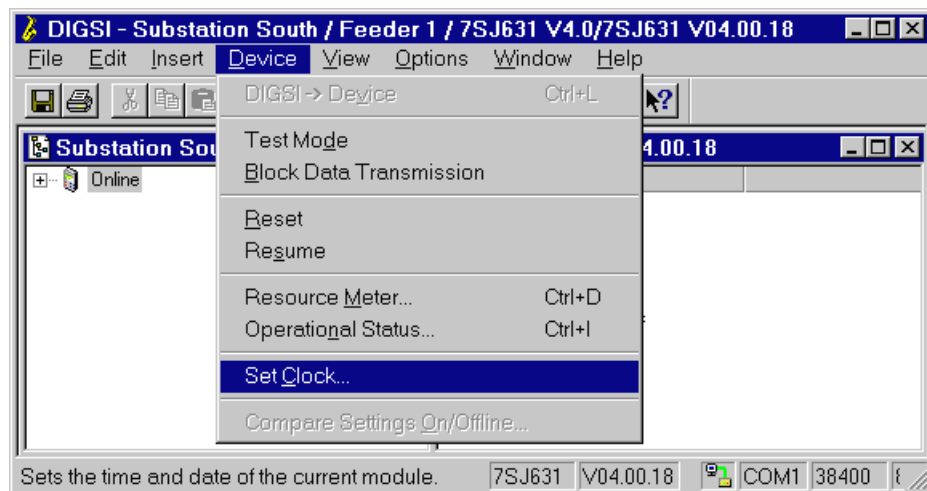 DIGSI - Substation South / Feeder 1 / 7SJ631 V4.0/7SJ631 V04.00.18
File Edit Insert Device View Options Window Help
DIGSI -> Device Ctrl+L
Substation Sou 4.00.18
Online
Test Mode
Block Data Transmission
Reset
Resume
Resource Meter... Ctrl+D
Operational Status... Ctrl+I
Set Clock...
Compare Settings On/Offline...
Sets the time and date of the current module. 7SJ631 V04.00.18 COM1 38400